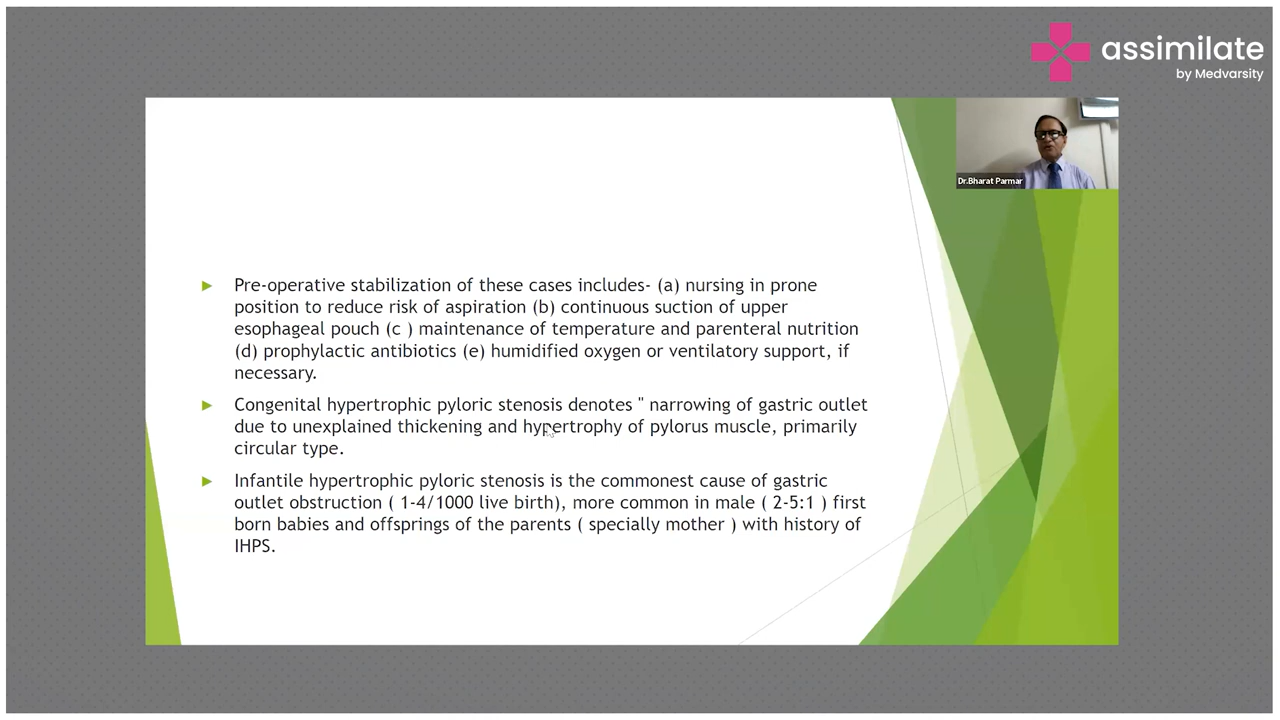 assimilate
by Medvarsity
Dr.Bharat Parmar
Pre-operative stabilization of these cases includes- (a) nursing in prone
position to reduce risk of aspiration (b) continuous suction of upper
esophageal pouch (c ) maintenance of temperature and parenteral nutrition
(d) prophylactic antibiotics (e) humidified oxygen or ventilatory support, if
necessary.
Congenital hypertrophic pyloric stenosis denotes " narrowing of gastric outlet
due to unexplained thickening and hypertrophy of pylorus muscle, primarily
circular type.
Infantile hypertrophic pyloric stenosis is the commonest cause of gastric
outlet obstruction ( 1-4/1000 live birth), more common in male ( 2-5:1 ) first
born babies and offsprings of the parents ( specially mother ) with history of
IHPS.